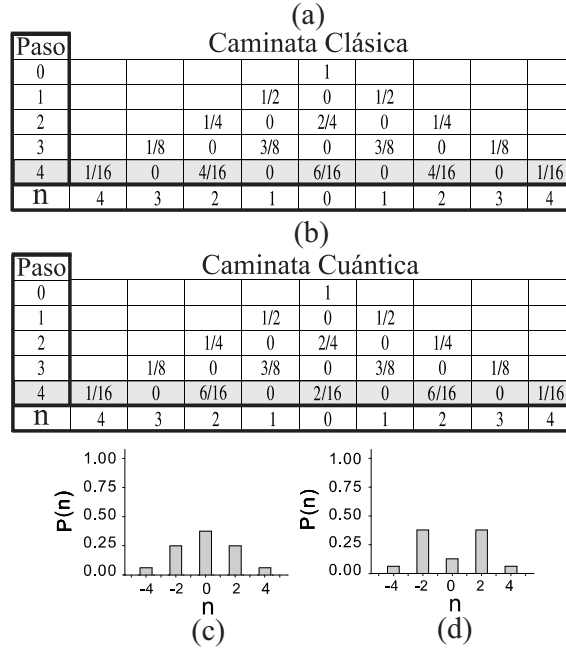 (a)
Paso Caminata Clásica
0 1
1 1/2 0 1/2
2 1/4 0 2/4 0 1/4
3 1/8 0 3/8 0 3/8 0 1/8
4 1/16 0 4/16 0 6/16 0 4/16 0 1/16
n 4 3 2 1 0 1 2 3 4
(b)
Paso Caminata Cuántica
0 1
1 1/2 0 1/2
2 1/4 0 2/4 0 1/4
3 1/8 0 3/8 0 3/8 0 1/8
4 1/16 0 6/16 0 2/16 0 6/16 0 1/16
n 4 3 2 1 0 1 2 3 4
P(n)
1.00
0.75
0.50
0.25
0.00
-4 -2 0 2 4
n
(c)
P(n)
1.00
0.75
0.50
0.25
0.00
-4 -2 0 2 4
n
(d)